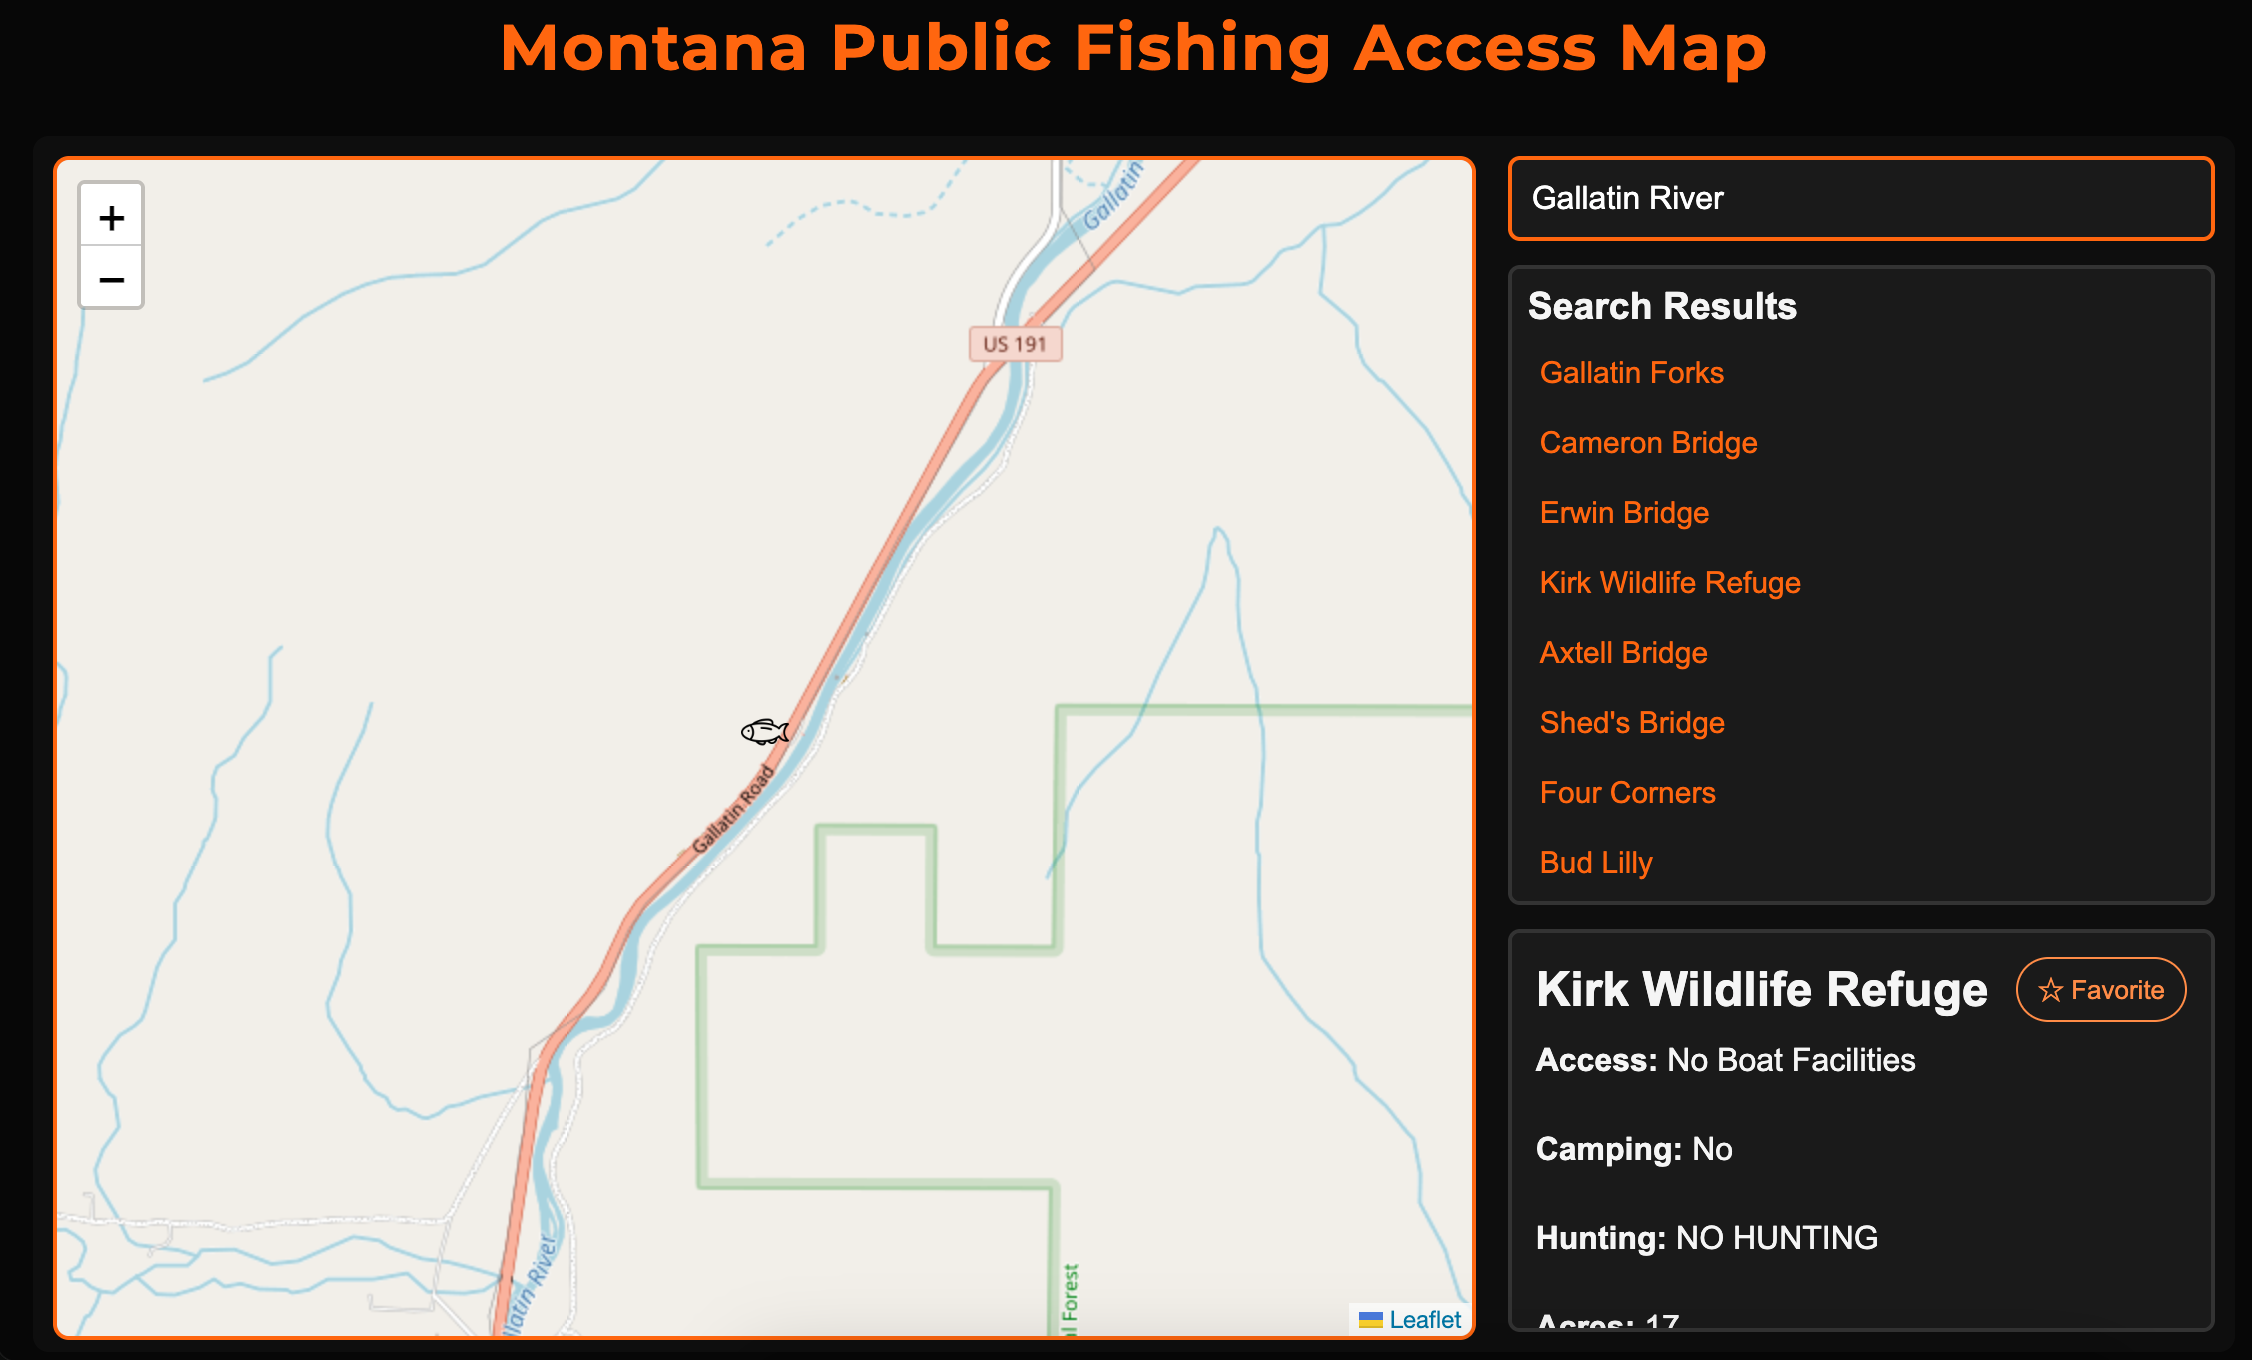 Montana Public Fishing Access Map
+
−
Gallatin
US 191
Gallatin Road
llatin River
al Forest
Leaflet
Gallatin River
Search Results
Gallatin Forks
Cameron Bridge
Erwin Bridge
Kirk Wildlife Refuge
Axtell Bridge
Shed's Bridge
Four Corners
Bud Lilly
Kirk Wildlife Refuge
☆ Favorite
Access: No Boat Facilities
Camping: No
Hunting: NO HUNTING
Acres: 17